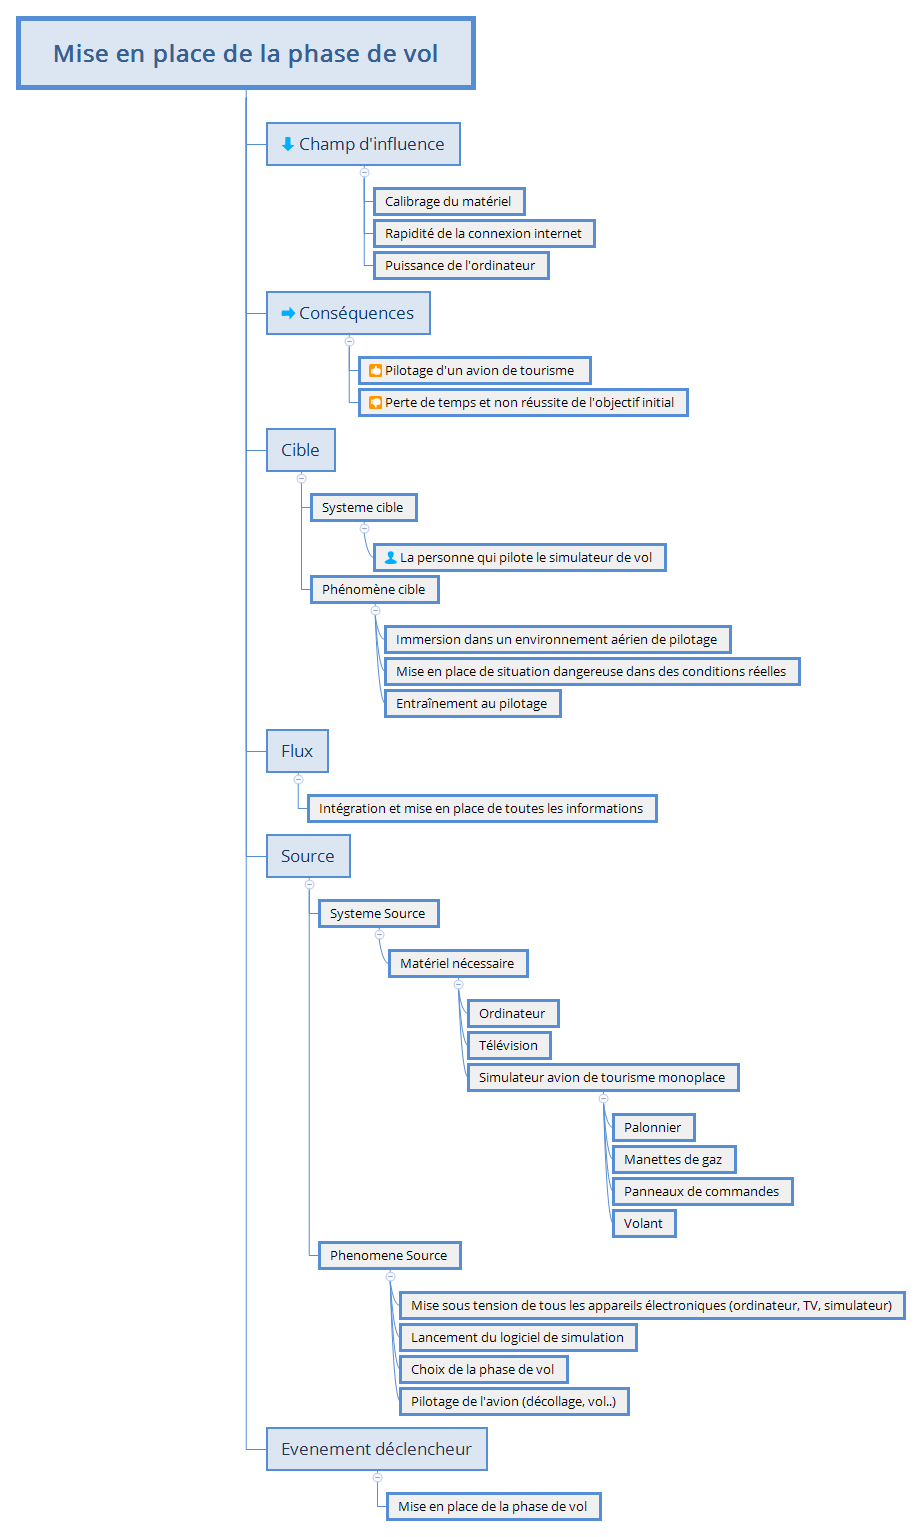 Mise en place de la phase de vol
Champ d'influence
Calibrage du matériel
Rapidité de la connexion internet
Puissance de l'ordinateur
Conséquences
Pilotage d'un avion de tourisme
Perte de temps et non réussite de l'objectif initial
Cible
Systeme cible
La personne qui pilote le simulateur de vol
Phénomène cible
Immersion dans un environnement aérien de pilotage
Mise en place de situation dangereuse dans des conditions réelles
Entraînement au pilotage
Flux
Intégration et mise en place de toutes les informations
Source
Systeme Source
Matériel nécessaire
Ordinateur
Télévision
Simulateur avion de tourisme monoplace
Palonnier
Manettes de gaz
Panneaux de commandes
Volant
Phenomene Source
Mise sous tension de tous les appareils électroniques (ordinateur, TV, simulateur)
Lancement du logiciel de simulation
Choix de la phase de vol
Pilotage de l'avion (décollage, vol..)
Evenement déclencheur
Mise en place de la phase de vol